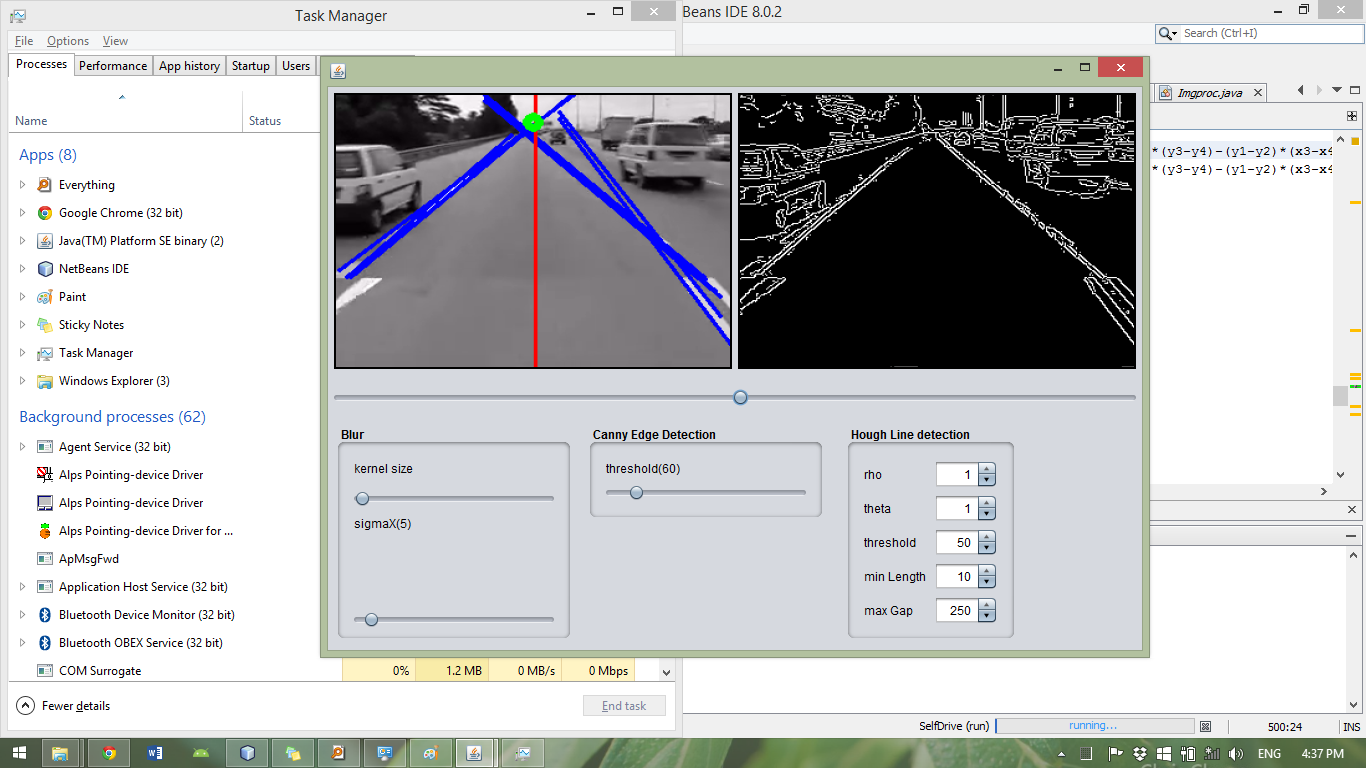 Task Manager
File Options View
Processes Performance App history Startup Users
Name Status
Apps (8)
Everything
Google Chrome (32 bit)
Java(TM) Platform SE binary (2)
NetBeans IDE
Paint
Sticky Notes
Task Manager
Windows Explorer (3)
Background processes (62)
Agent Service (32 bit)
Alps Pointing-device Driver
Alps Pointing-device Driver
Alps Pointing-device Driver for ...
ApMsgFwd
Application Host Service (32 bit)
Bluetooth Device Monitor (32 bit)
Bluetooth OBEX Service (32 bit)
COM Surrogate
0% 1.2 MB 0 MB/s 0 Mbps
Fewer details
End task
Beans IDE 8.0.2
Search (Ctrl+I)
Imgproc.java
*(y3-y4)-(y1-y2)*(x3-x4
*(y3-y4)-(y1-y2)*(x3-x4
Blur
kernel size
sigmaX(5)
Canny Edge Detection
threshold(60)
Hough Line detection
rho 1
theta 1
threshold 50
min Length 10
max Gap 250
SelfDrive (run) running... 500:24 INS
ENG 4:37 PM